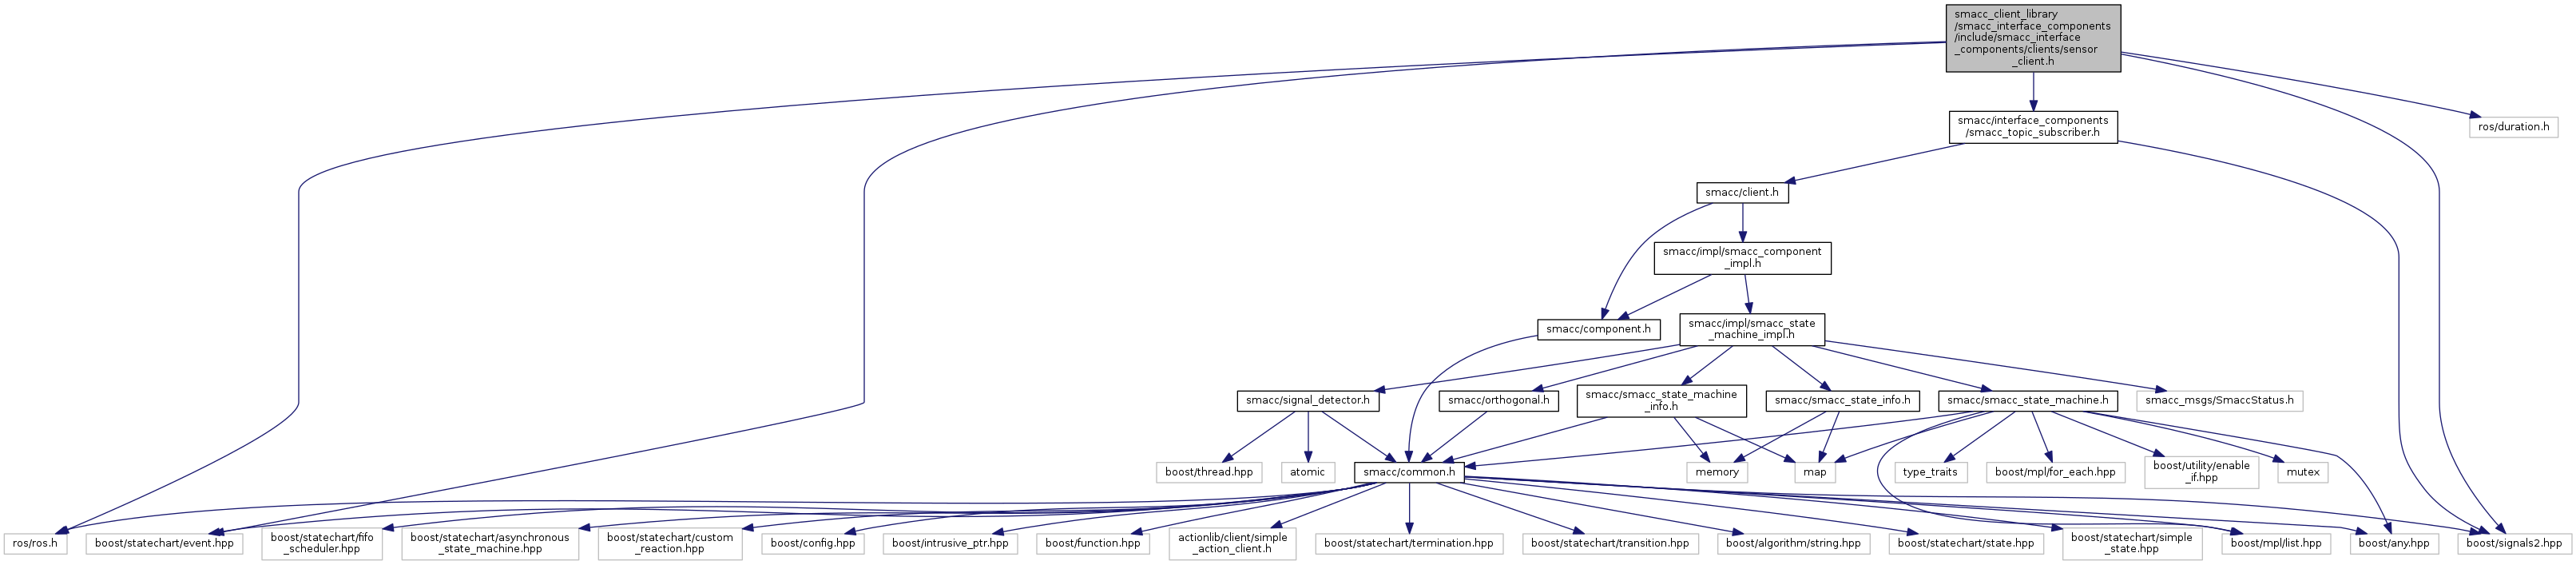 smacc_client_library
/smacc_interface_components
/include/smacc_interface
_components/clients/sensor
_client.h
smacc/interface_components
/smacc_topic_subscriber.h
ros/duration.h
smacc/client.h
smacc/impl/smacc_component
_impl.h
smacc/component.h
smacc/impl/smacc_state
_machine_impl.h
smacc/signal_detector.h
smacc/orthogonal.h
smacc/smacc_state_machine
_info.h
smacc/smacc_state_info.h
smacc/smacc_state_machine.h
smacc_msgs/SmaccStatus.h
boost/thread.hpp
atomic
smacc/common.h
memory
map
type_traits
boost/mpl/for_each.hpp
boost/utility/enable
_if.hpp
mutex
ros/ros.h
boost/statechart/event.hpp
boost/statechart/fifo
_scheduler.hpp
boost/statechart/asynchronous
_state_machine.hpp
boost/statechart/custom
_reaction.hpp
boost/config.hpp
boost/intrusive_ptr.hpp
boost/function.hpp
actionlib/client/simple
_action_client.h
boost/statechart/termination.hpp
boost/statechart/transition.hpp
boost/algorithm/string.hpp
boost/statechart/state.hpp
boost/statechart/simple
_state.hpp
boost/mpl/list.hpp
boost/any.hpp
boost/signals2.hpp